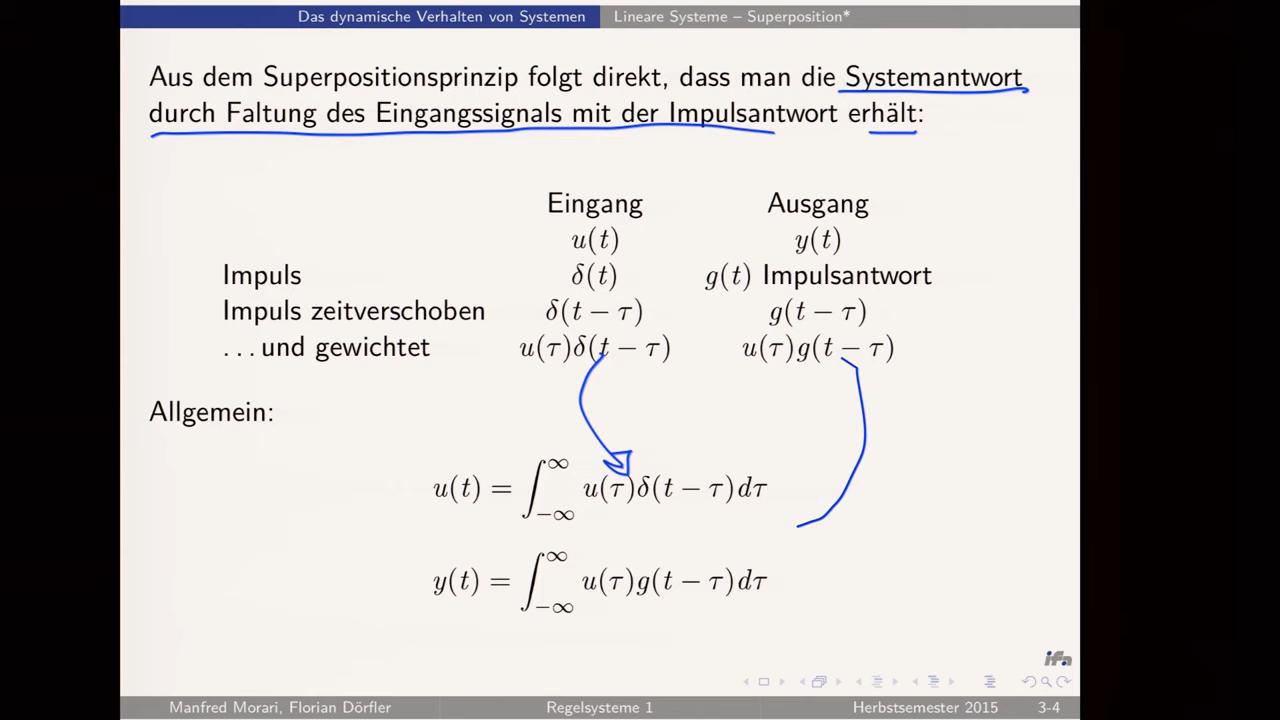 Das dynamische Verhalten von Systemen Lineare Systeme – Superposition*
Aus dem Superpositionsprinzip folgt direkt, dass man die Systemantwort
durch Faltung des Eingangssignals mit der Impulsantwort erhält:
Eingang Ausgang
u(t) y(t)
Impuls δ(t) g(t) Impulsantwort
Impuls zeitverschoben δ(t − τ) g(t − τ)
. . . und gewichtet u(τ)δ(t − τ) u(τ)g(t − τ)
Allgemein:
u(t) = ∫_{−∞}^{∞} u(τ)δ(t − τ)dτ
y(t) = ∫_{−∞}^{∞} u(τ)g(t − τ)dτ
ifa
Manfred Morari, Florian Dörfler Regelsysteme 1 Herbstsemester 2015 3-4